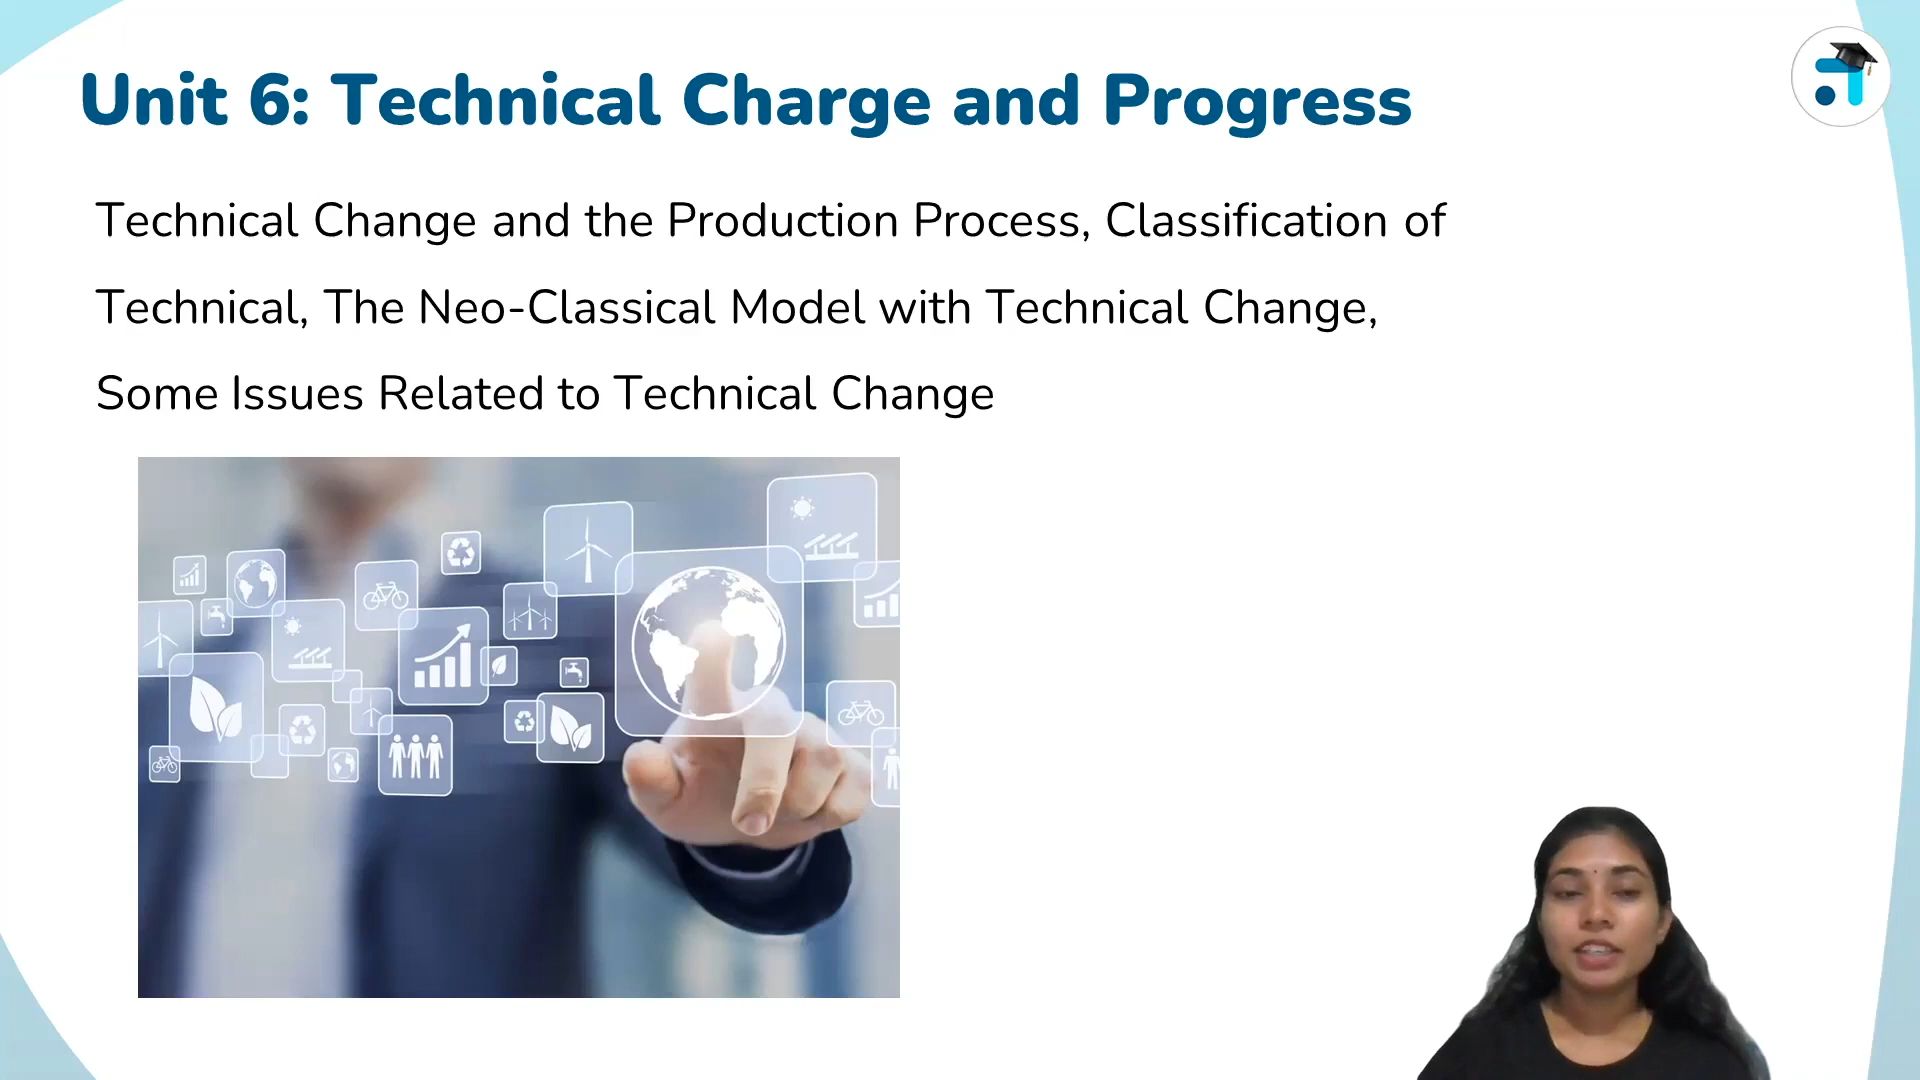 Unit 6: Technical Charge and Progress
Technical Change and the Production Process, Classification of
Technical, The Neo-Classical Model with Technical Change,
Some Issues Related to Technical Change